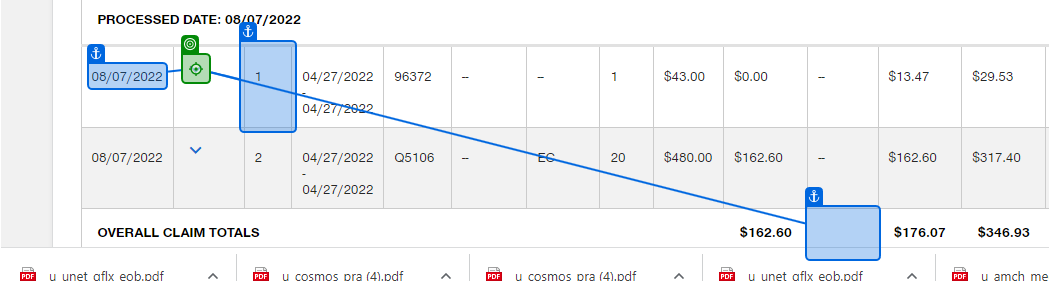 PROCESSED DATE: 08/07/2022
08/07/2022 1 04/27/2022 - 04/27/2022 96372 -- -- 1 $43.00 $0.00 -- $13.47 $29.53
08/07/2022 2 04/27/2022 - 04/27/2022 Q5106 -- EC 20 $480.00 $162.60 -- $162.60 $317.40
OVERALL CLAIM TOTALS $162.60 $176.07 $346.93
PDF u_unet_gflx_eob.pdf PDF u_cosmos_pra (4).pdf PDF u_cosmos_pra (4).pdf PDF u_unet_gflx_eob.pdf PDF u_amch_me